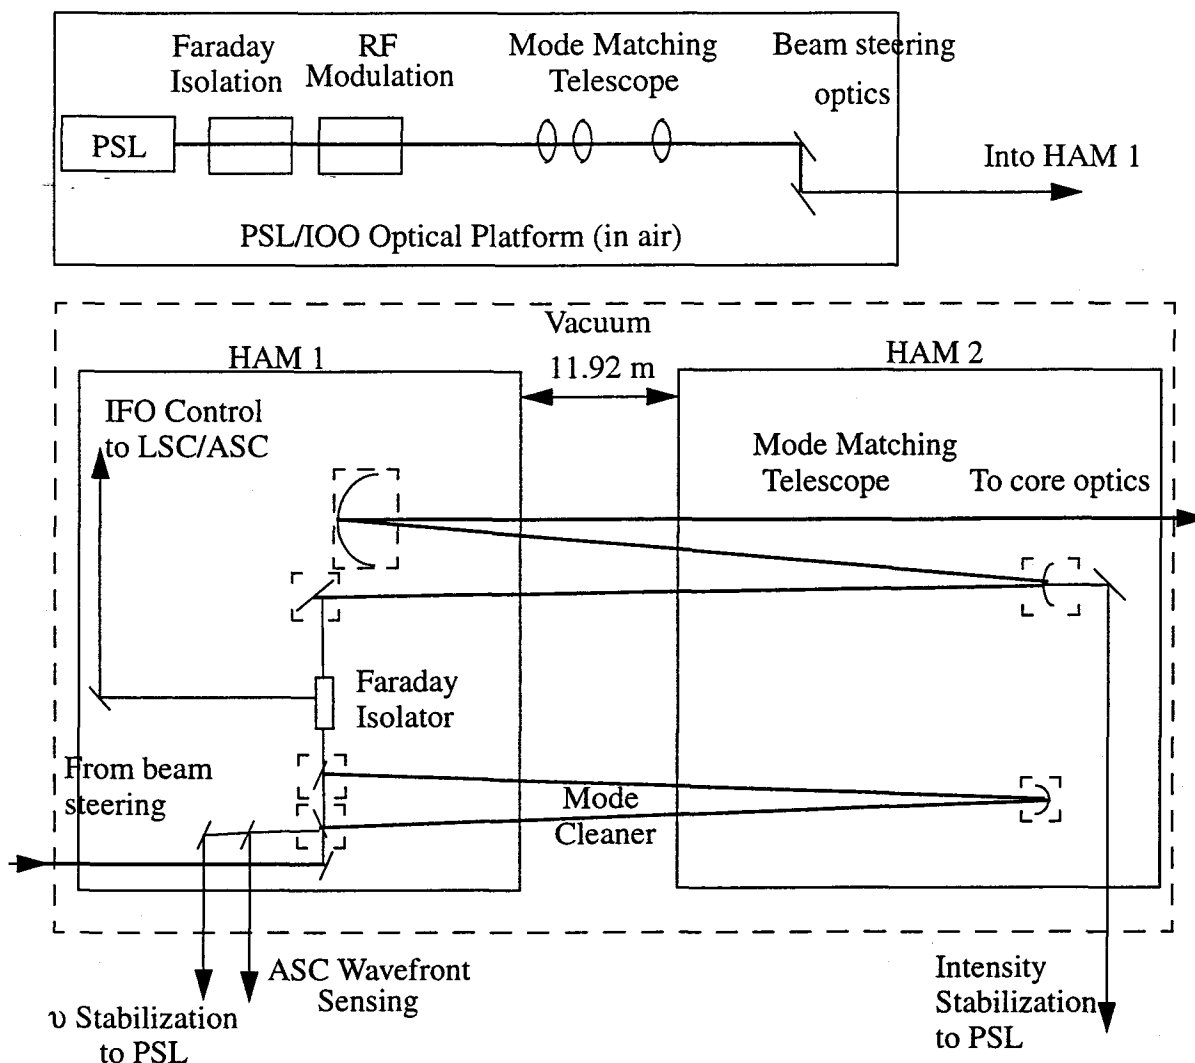 Faraday
Isolation
RF
Modulation
Mode Matching
Telescope
Beam steering
optics
PSL
Into HAM 1
PSL/IOO Optical Platform (in air)
Vacuum
HAM 1
11.92 m
HAM 2
IFO Control
to LSC/ASC
Mode Matching
Telescope
To core optics
Faraday
Isolator
From beam
steering
Mode
Cleaner
ASC Wavefront
Sensing
υ Stabilization
to PSL
Intensity
Stabilization
to PSL